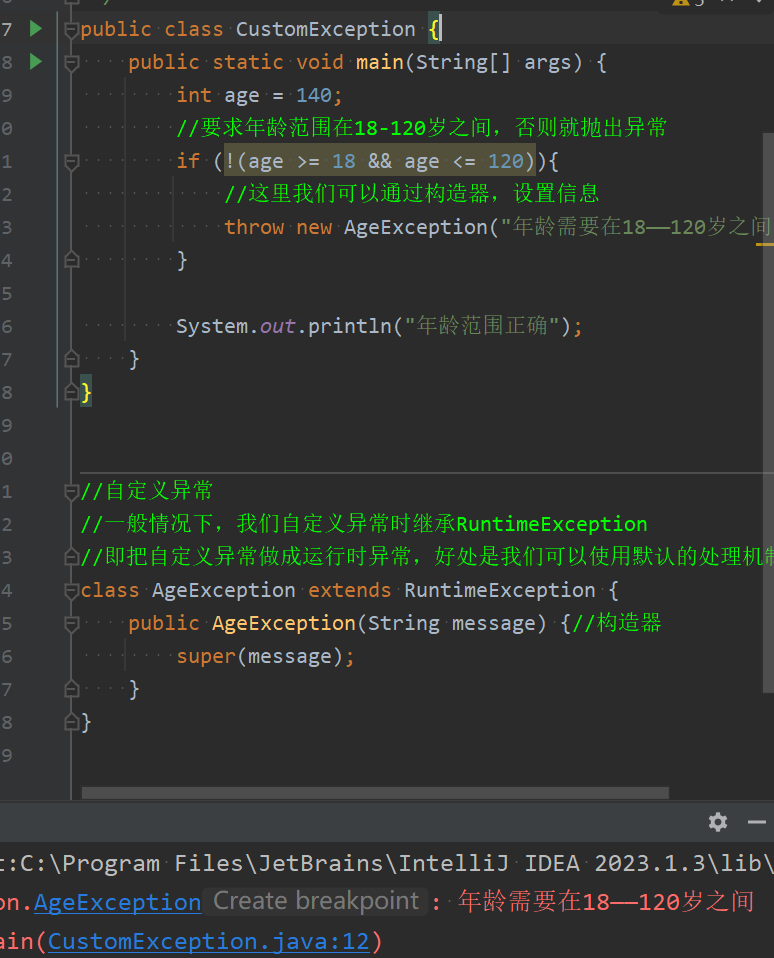 7 public class CustomException {
8 public static void main(String[] args) {
9 int age = 140;
0 //要求年龄范围在18-120岁之间，否则就抛出异常
1 if (!(age >= 18 && age <= 120)){
2 //这里我们可以通过构造器，设置信息
3 throw new AgeException("年龄需要在18——120岁之间
4 }
5
6 System.out.println("年龄范围正确");
7 }
8 }
9
0
1 //自定义异常
2 //一般情况下，我们自定义异常时继承RuntimeException
3 //即把自定义异常做成运行时异常，好处是我们可以使用默认的处理机制
4 class AgeException extends RuntimeException {
5 public AgeException(String message) {//构造器
6 super(message);
7 }
8 }
9
t:C:\Program Files\JetBrains\IntelliJ IDEA 2023.1.3\lib\
on.AgeException Create breakpoint : 年龄需要在18——120岁之间
ain(CustomException.java:12)